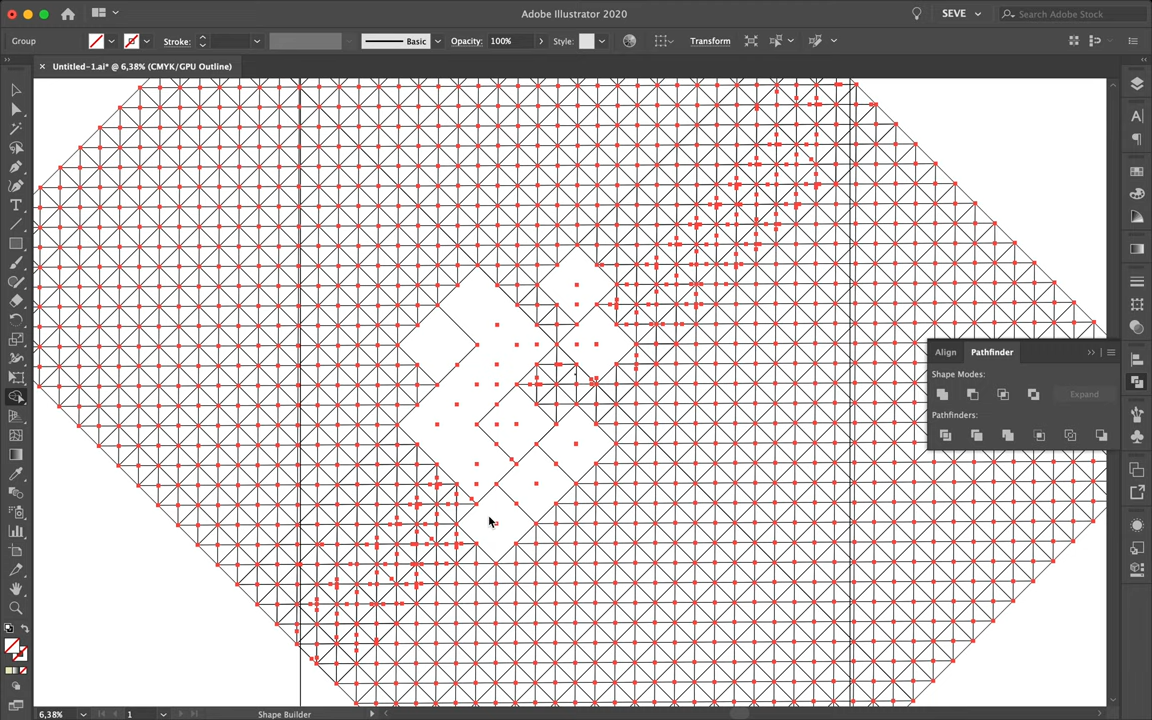 Adobe Illustrator 2020
SEVE
Search Adobe Stock
Group
Stroke:
Basic
Opacity:
100%
Style:
Transform
Untitled-1.ai* @ 6,38% (CMYK/GPU Outline)
Align
Pathfinder
Shape Modes:
Expand
Pathfinders:
6,38%
1
Shape Builder